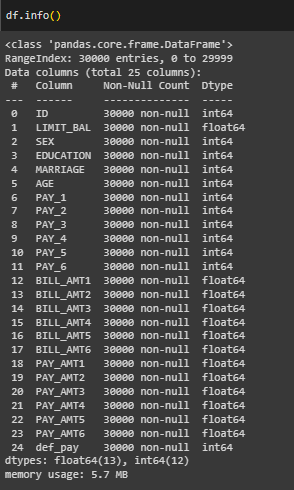 df.info()
<class 'pandas.core.frame.DataFrame'>
RangeIndex: 30000 entries, 0 to 29999
Data columns (total 25 columns):
 #   Column     Non-Null Count  Dtype
---  ------     --------------  -----
 0   ID         30000 non-null  int64
 1   LIMIT_BAL  30000 non-null  float64
 2   SEX        30000 non-null  int64
 3   EDUCATION  30000 non-null  int64
 4   MARRIAGE   30000 non-null  int64
 5   AGE        30000 non-null  int64
 6   PAY_1      30000 non-null  int64
 7   PAY_2      30000 non-null  int64
 8   PAY_3      30000 non-null  int64
 9   PAY_4      30000 non-null  int64
 10  PAY_5      30000 non-null  int64
 11  PAY_6      30000 non-null  int64
 12  BILL_AMT1  30000 non-null  float64
 13  BILL_AMT2  30000 non-null  float64
 14  BILL_AMT3  30000 non-null  float64
 15  BILL_AMT4  30000 non-null  float64
 16  BILL_AMT5  30000 non-null  float64
 17  BILL_AMT6  30000 non-null  float64
 18  PAY_AMT1   30000 non-null  float64
 19  PAY_AMT2   30000 non-null  float64
 20  PAY_AMT3   30000 non-null  float64
 21  PAY_AMT4   30000 non-null  float64
 22  PAY_AMT5   30000 non-null  float64
 23  PAY_AMT6   30000 non-null  float64
 24  def_pay    30000 non-null  int64
dtypes: float64(13), int64(12)
memory usage: 5.7 MB